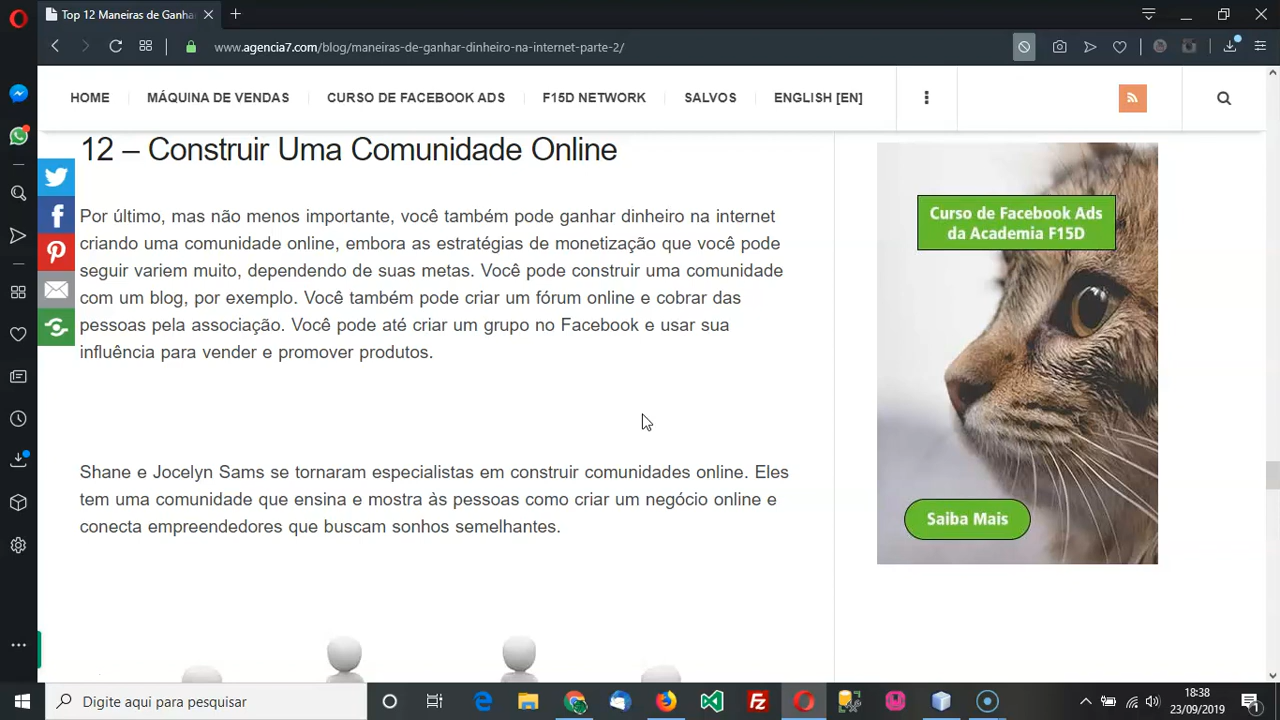 Top 12 Maneiras de Ganha
www.agencia7.com/blog/maneiras-de-ganhar-dinheiro-na-internet-parte-2/
HOME
MÁQUINA DE VENDAS
CURSO DE FACEBOOK ADS
F15D NETWORK
SALVOS
ENGLISH [EN]
12 – Construir Uma Comunidade Online
Por último, mas não menos importante, você também pode ganhar dinheiro na internet
criando uma comunidade online, embora as estratégias de monetização que você pode
seguir variem muito, dependendo de suas metas. Você pode construir uma comunidade
com um blog, por exemplo. Você também pode criar um fórum online e cobrar das
pessoas pela associação. Você pode até criar um grupo no Facebook e usar sua
influência para vender e promover produtos.
Shane e Jocelyn Sams se tornaram especialistas em construir comunidades online. Eles
tem uma comunidade que ensina e mostra às pessoas como criar um negócio online e
conecta empreendedores que buscam sonhos semelhantes.
Curso de Facebook Ads
da Academia F15D
Saiba Mais
Digite aqui para pesquisar
18:38
23/09/2019
1